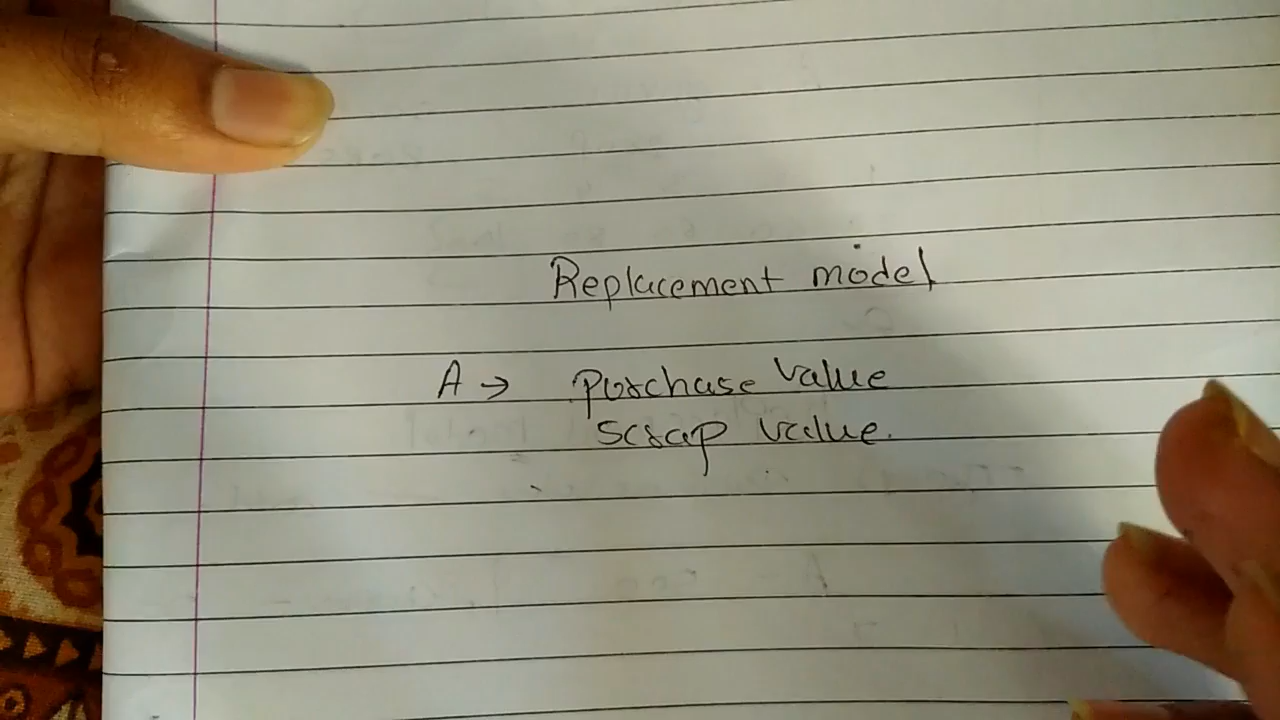 Replacement model
A → purchase value
scrap value.